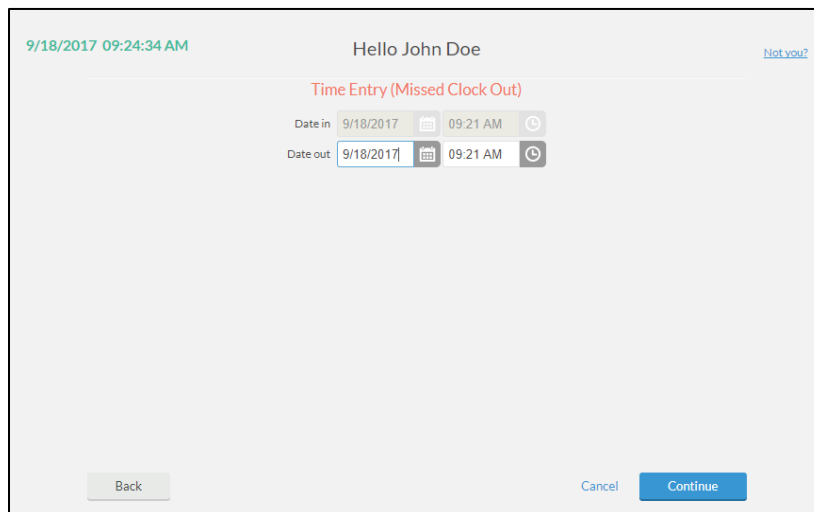 9/18/2017 09:24:34 AM
Hello John Doe
Not you?
Time Entry (Missed Clock Out)
Date in 9/18/2017 09:21 AM
Date out 9/18/2017 09:21 AM
Back Cancel Continue